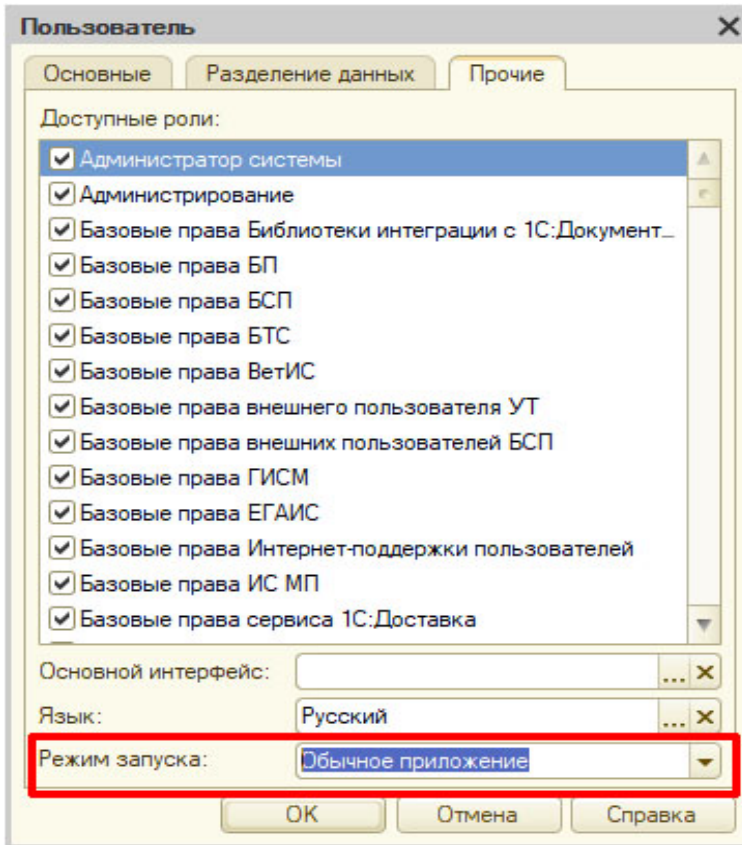 Пользователь
Основные Разделение данных Прочие
Доступные роли:
Администратор системы
Администрирование
Базовые права Библиотеки интеграции с 1С:Документ...
Базовые права БП
Базовые права БСП
Базовые права БТС
Базовые права ВетИС
Базовые права внешнего пользователя УТ
Базовые права внешних пользователей БСП
Базовые права ГИСМ
Базовые права ЕГАИС
Базовые права Интернет-поддержки пользователей
Базовые права ИС МП
Базовые права сервиса 1С:Доставка
Основной интерфейс: ...
Язык: Русский ...
Режим запуска: Обычное приложение
OK Отмена Справка